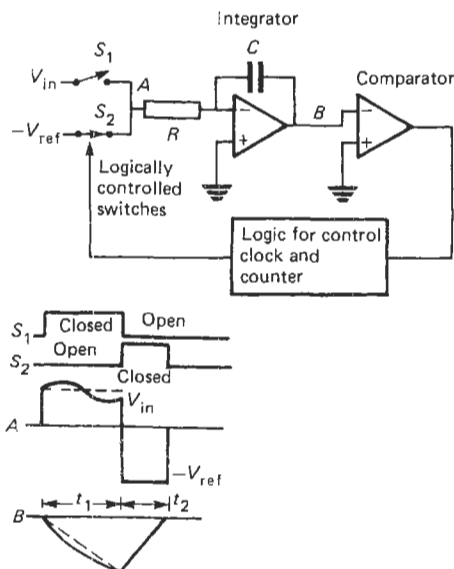 Integrator
S1
C
Vin
A
Comparator
S2
B
−Vref
R
−
+
−
+
Logically
controlled
switches
Logic for control
clock and
counter
S1
Closed
Open
S2
Open
Closed
Vin
A
−Vref
t1
t2
B